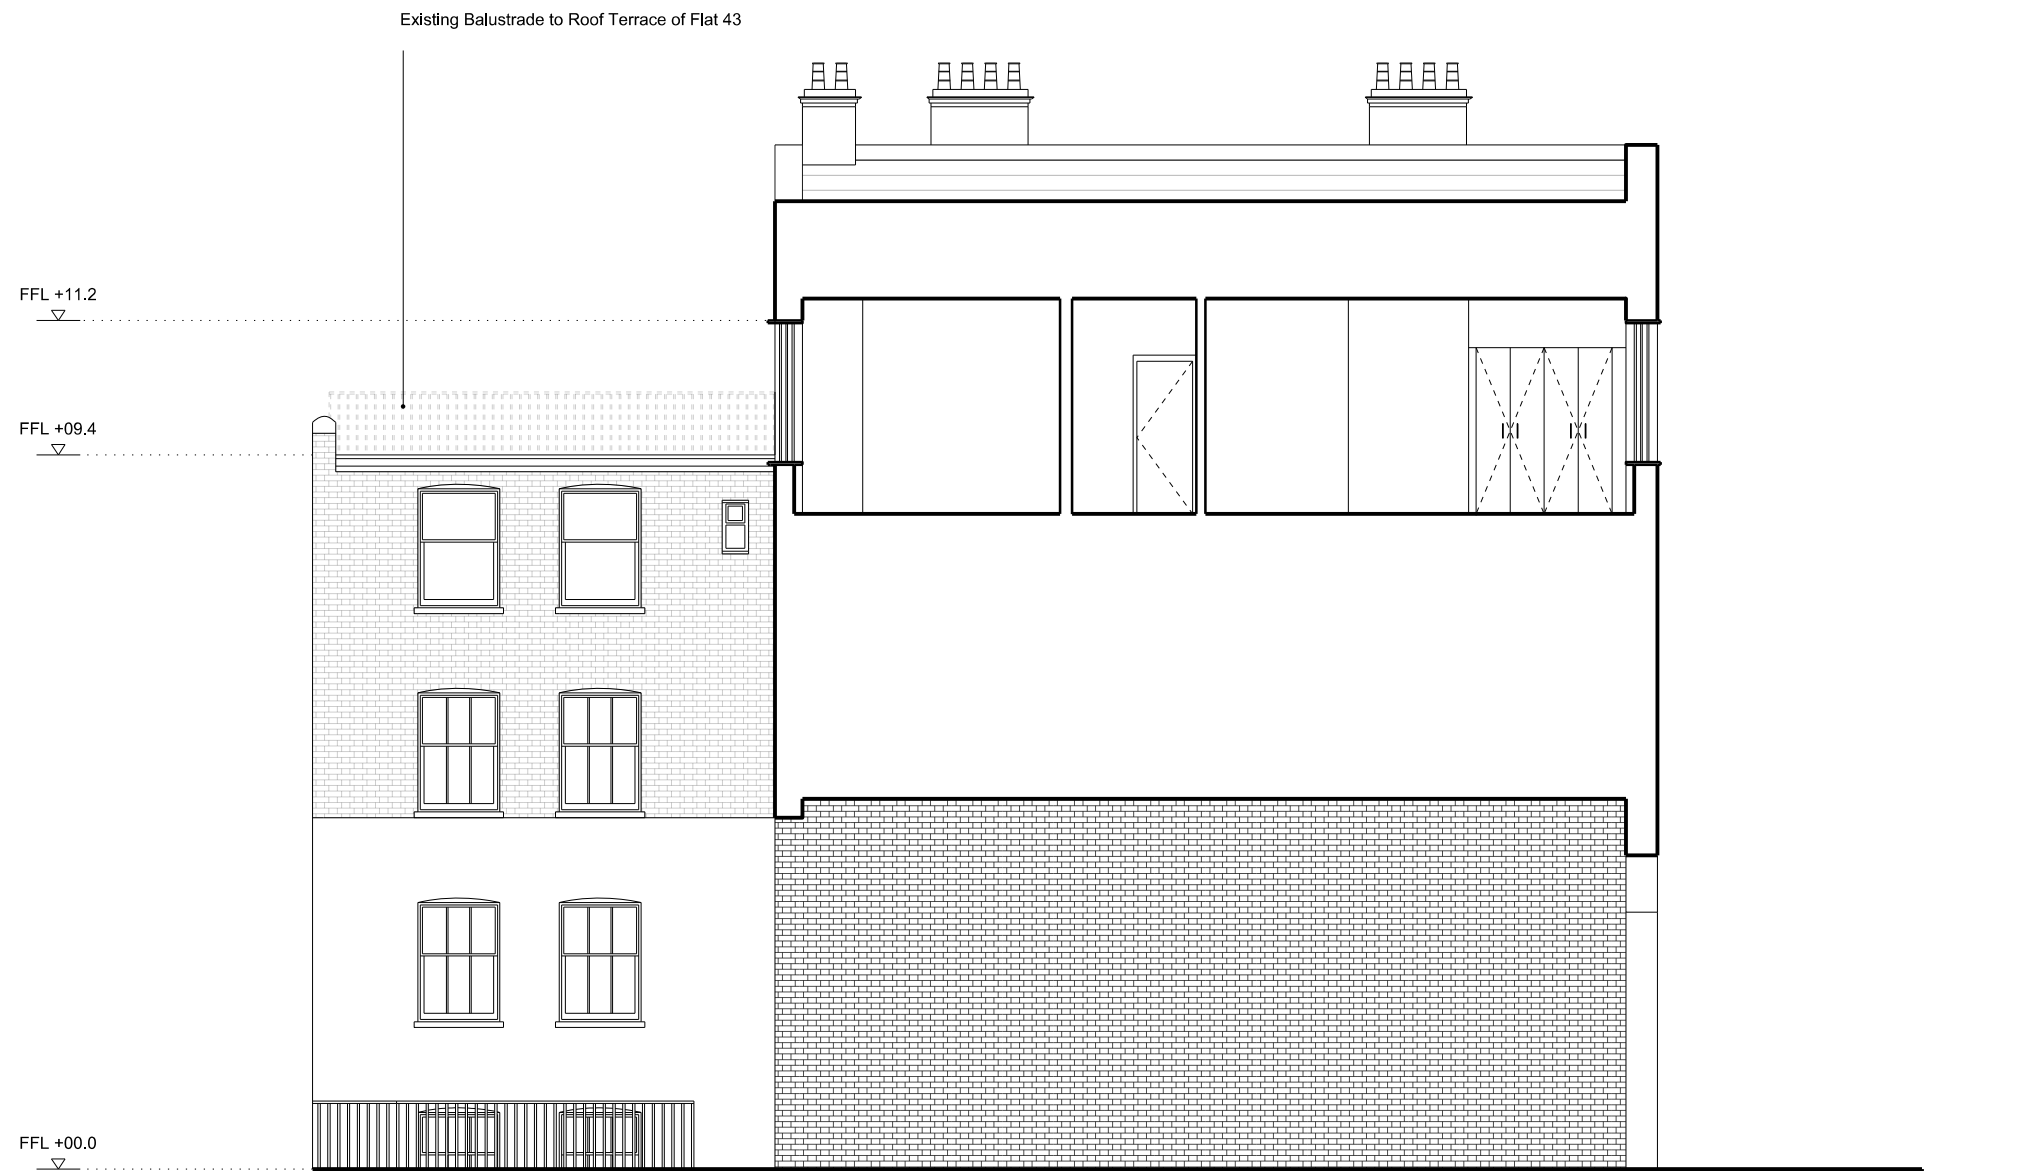 Existing Balustrade to Roof Terrace of Flat 43
FFL +11.2
FFL +09.4
FFL +00.0